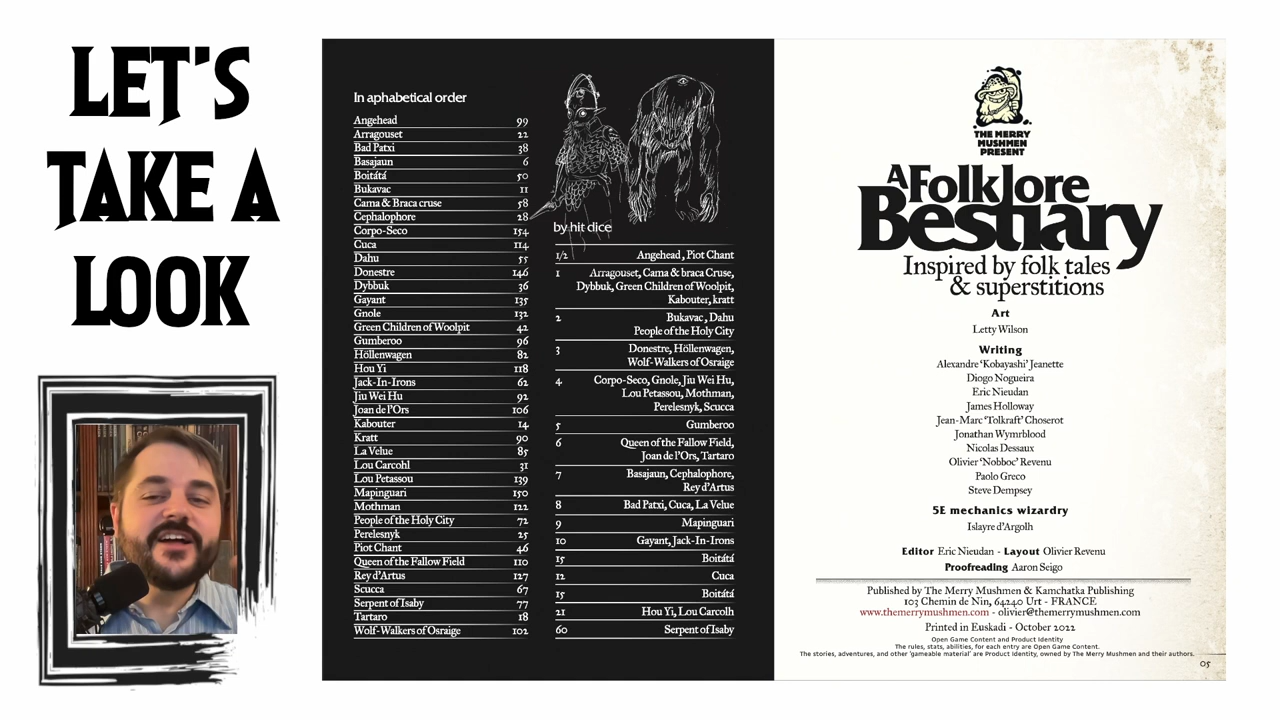 LET'S
TAKE A
LOOK
In aphabetical order
Angehead 99
Arragouset 22
Bad Patxi 38
Basajaun 6
Boitátá 50
Bukavac 11
Cama & Braca cruse 58
Cephalophore 28
Corpo-Seco 154
Cuca 114
Dahu 55
Donestre 146
Dybbuk 36
Gayant 135
Gnole 132
Green Children of Woolpit 42
Gumberoo 96
Höllenwagen 82
Hou Yi 118
Jack-In-Irons 62
Jiu Wei Hu 92
Joan de l'Ors 106
Kabouter 14
Kratt 90
La Velue 85
Lou Carcohl 31
Lou Petassou 139
Mapinguari 150
Mothman 122
People of the Holy City 72
Perelesnyk 25
Piot Chant 46
Queen of the Fallow Field 110
Rey d'Artus 127
Scucca 67
Serpent of Isaby 77
Tartaro 18
Wolf-Walkers of Osraige 102
by hit dice
1/2 Angehead, Piot Chant
1 Arragouset, Cama & braca Cruse,
Dybbuk, Green Children of Woolpit,
Kabouter, kratt
2 Bukavac, Dahu
People of the Holy City
3 Donestre, Höllenwagen,
Wolf-Walkers of Osraige
4 Corpo-Seco, Gnole, Jiu Wei Hu,
Lou Petassou, Mothman,
Perelesnyk, Scucca
5 Gumberoo
6 Queen of the Fallow Field,
Joan de l'Ors, Tartaro
7 Basajaun, Cephalophore,
Rey d'Artus
8 Bad Patxi, Cuca, La Velue
9 Mapinguari
10 Gayant, Jack-In-Irons
15 Boitátá
12 Cuca
15 Boitátá
21 Hou Yi, Lou Carcolh
60 Serpent of Isaby
THE MERRY
MUSHMEN
PRESENT
A Folklore
Bestiary
Inspired by folk tales
& superstitions
Art
Letty Wilson
Writing
Alexandre ‘Kobayashi’ Jeanette
Diogo Nogueira
Eric Nieudan
James Holloway
Jean-Marc ‘Tolkraft’ Choserot
Jonathan Wymrblood
Nicolas Dessaux
Olivier ‘Nobboc’ Revenu
Paolo Greco
Steve Dempsey
5E mechanics wizardry
Islayre d'Argolh
Editor Eric Nieudan - Layout Olivier Revenu
Proofreading Aaron Seigo
Published by The Merry Mushmen & Kamchatka Publishing
103 Chemin de Nin, 64240 Urt - FRANCE
www.themerrymushmen.com - olivier@themerrymushmen.com
Printed in Euskadi - October 2022
Open Game Content and Product Identity
The rules, stats, abilities, for each entry are Open Game Content.
The stories, adventures, and other 'gameable material' are Product Identity, owned by The Merry Mushmen and their authors.
05